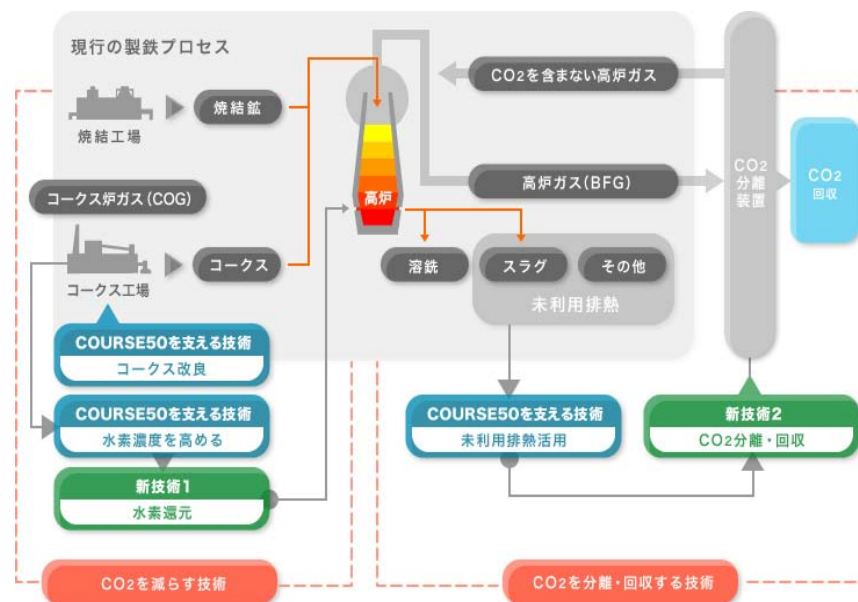 現行の製鉄プロセス
焼結工場
焼結鉱
コークス炉ガス(COG)
コークス工場
コークス
高炉
CO2を含まない高炉ガス
高炉ガス(BFG)
CO2
分離
装置
CO2
回収
溶銑
スラグ
その他
未利用排熱
COURSE50を支える技術
コークス改良
COURSE50を支える技術
水素濃度を高める
新技術1
水素還元
COURSE50を支える技術
未利用排熱活用
新技術2
CO2分離・回収
CO2を減らす技術
CO2を分離・回収する技術